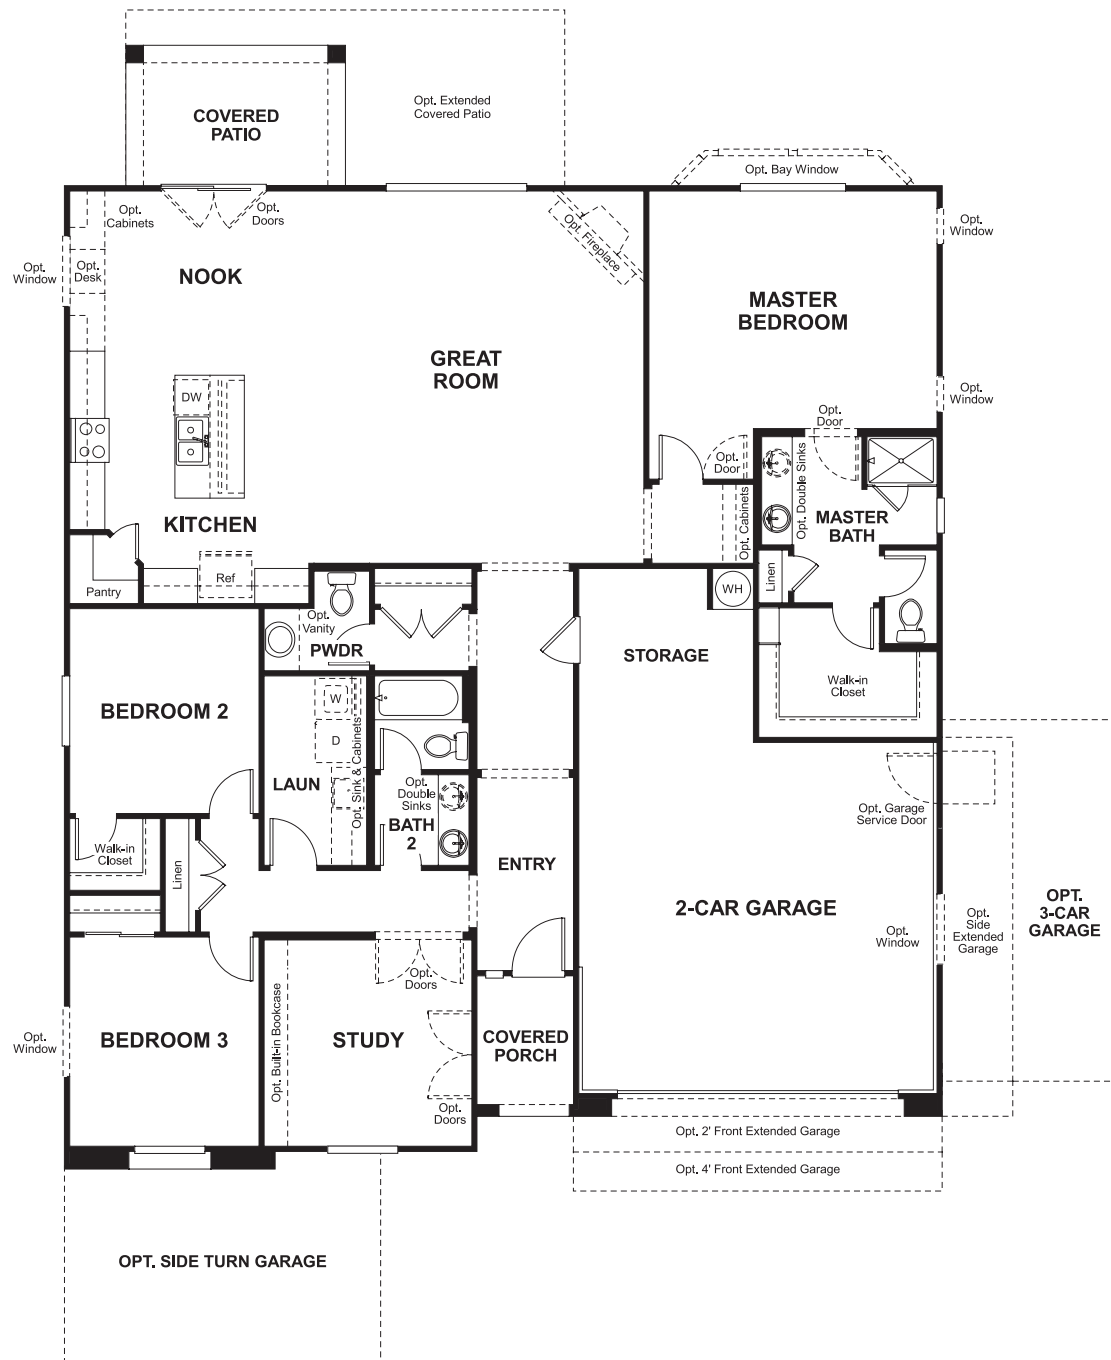 COVERED
PATIO
Opt. Extended
Covered Patio
Opt. Bay Window
Opt.
Cabinets
Opt.
Doors
Opt. Fireplace
Opt.
Window
Opt.
Window
Opt.
Desk
NOOK
MASTER
BEDROOM
GREAT
ROOM
Opt.
Window
DW
Opt.
Door
Opt.
Door
Opt. Double Sinks
Opt. Cabinets
KITCHEN
MASTER
BATH
Pantry
Ref
Linen
WH
Opt.
Vanity
PWDR
STORAGE
Walk-in
Closet
BEDROOM 2
W
D
Opt. Sink & Cabinets
LAUN
Opt.
Double
Sinks
BATH
2
Opt. Garage
Service Door
Walk-in
Closet
Linen
ENTRY
2-CAR GARAGE
Opt.
Window
Opt.
Side
Extended
Garage
OPT.
3-CAR
GARAGE
Opt.
Doors
Opt. Built-in Bookcase
Opt.
Window
BEDROOM 3
STUDY
COVERED
PORCH
Opt.
Doors
Opt. 2' Front Extended Garage
Opt. 4' Front Extended Garage
OPT. SIDE TURN GARAGE